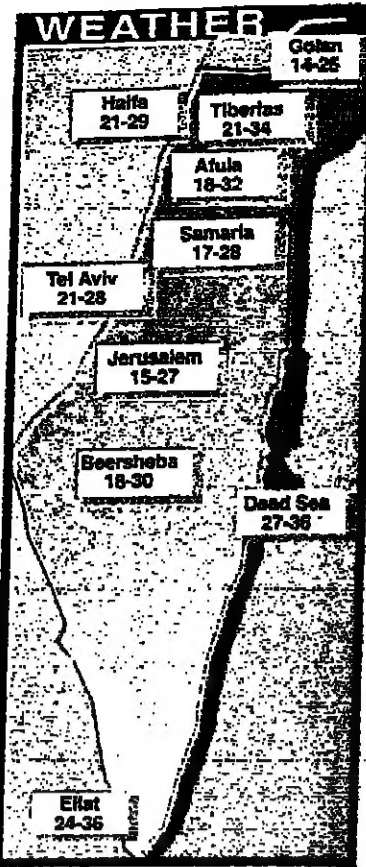 WEATHER
Golan
14-25
Haifa
21-29
Tiberias
21-34
Afula
18-32
Samaria
17-28
Tel Aviv
21-28
Jerusalem
15-27
Beersheba
18-30
Dead Sea
27-36
Eilat
24-36